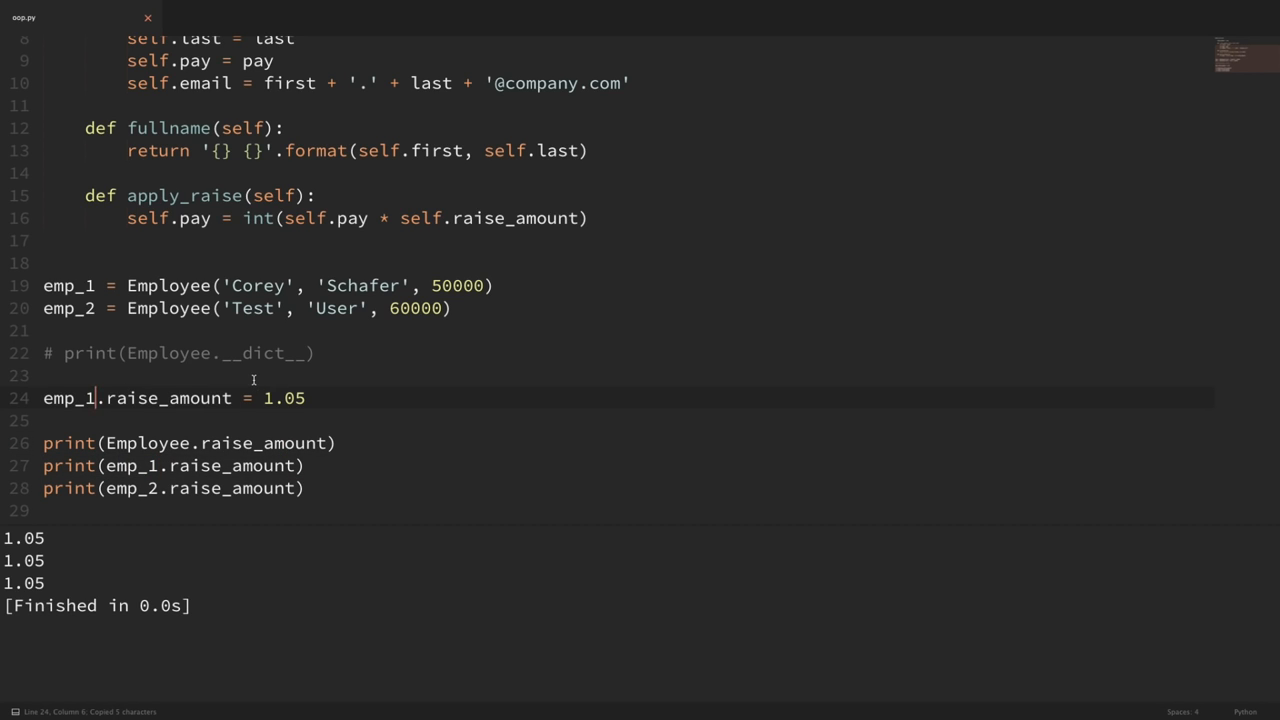 oop.py
8 self.last = last
9 self.pay = pay
10 self.email = first + '.' + last + '@company.com'
11
12 def fullname(self):
13 return '{} {}'.format(self.first, self.last)
14
15 def apply_raise(self):
16 self.pay = int(self.pay * self.raise_amount)
17
18
19 emp_1 = Employee('Corey', 'Schafer', 50000)
20 emp_2 = Employee('Test', 'User', 60000)
21
22 # print(Employee.__dict__)
23
24 emp_1.raise_amount = 1.05
25
26 print(Employee.raise_amount)
27 print(emp_1.raise_amount)
28 print(emp_2.raise_amount)
29
1.05
1.05
1.05
[Finished in 0.0s]
Line 24, Column 6; Copied 5 characters Spaces: 4 Python